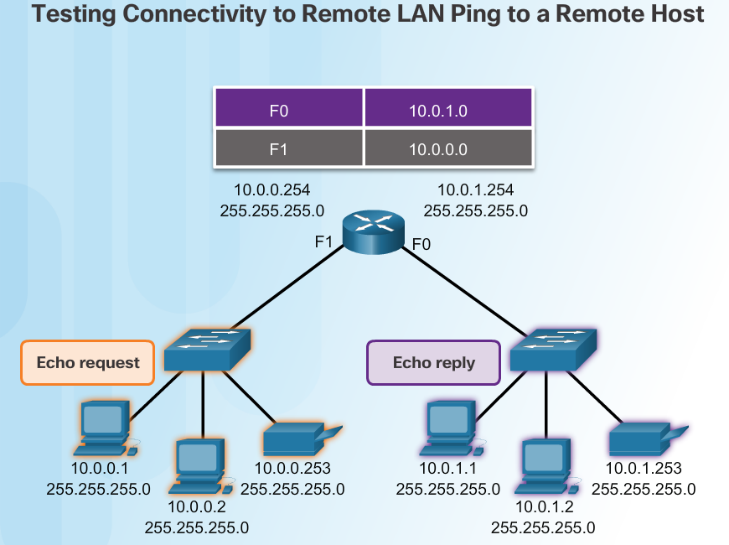 Testing Connectivity to Remote LAN Ping to a Remote Host
F0 10.0.1.0
F1 10.0.0.0
10.0.0.254
255.255.255.0
10.0.1.254
255.255.255.0
F1
F0
Echo request
Echo reply
10.0.0.1
255.255.255.0
10.0.0.2
255.255.255.0
10.0.0.253
255.255.255.0
10.0.1.1
255.255.255.0
10.0.1.2
255.255.255.0
10.0.1.253
255.255.255.0